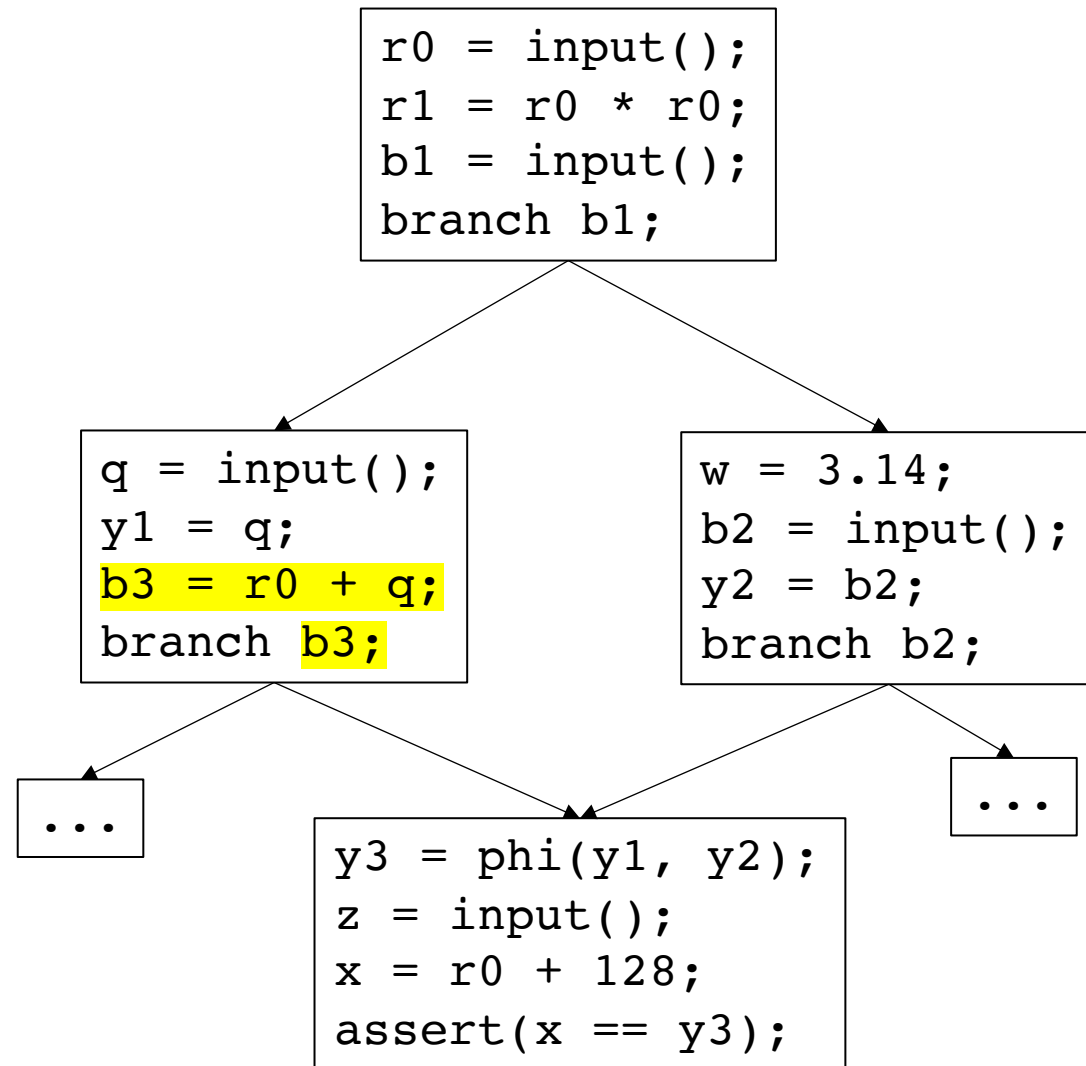 r0 = input();
r1 = r0 * r0;
b1 = input();
branch b1;
q = input();
y1 = q;
b3 = r0 + q;
branch b3;
w = 3.14;
b2 = input();
y2 = b2;
branch b2;
...
...
y3 = phi(y1, y2);
z = input();
x = r0 + 128;
assert(x == y3);